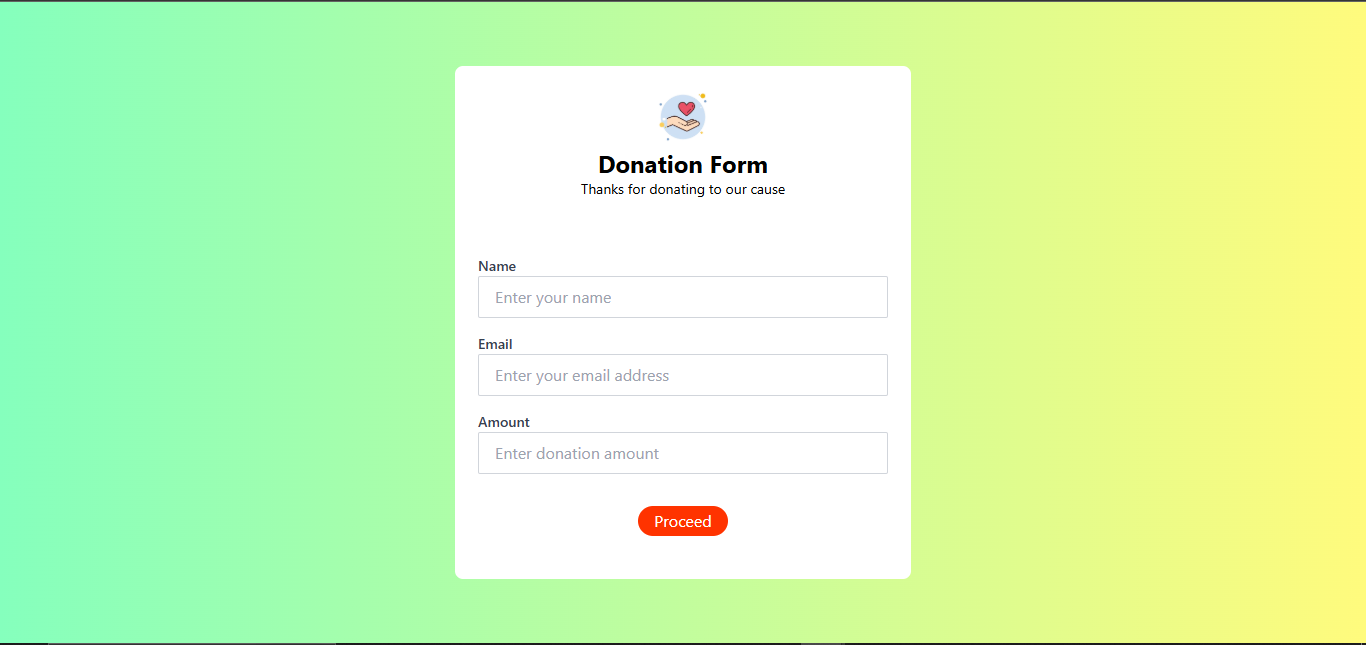 Donation Form
Thanks for donating to our cause
Name
Enter your name
Email
Enter your email address
Amount
Enter donation amount
Proceed